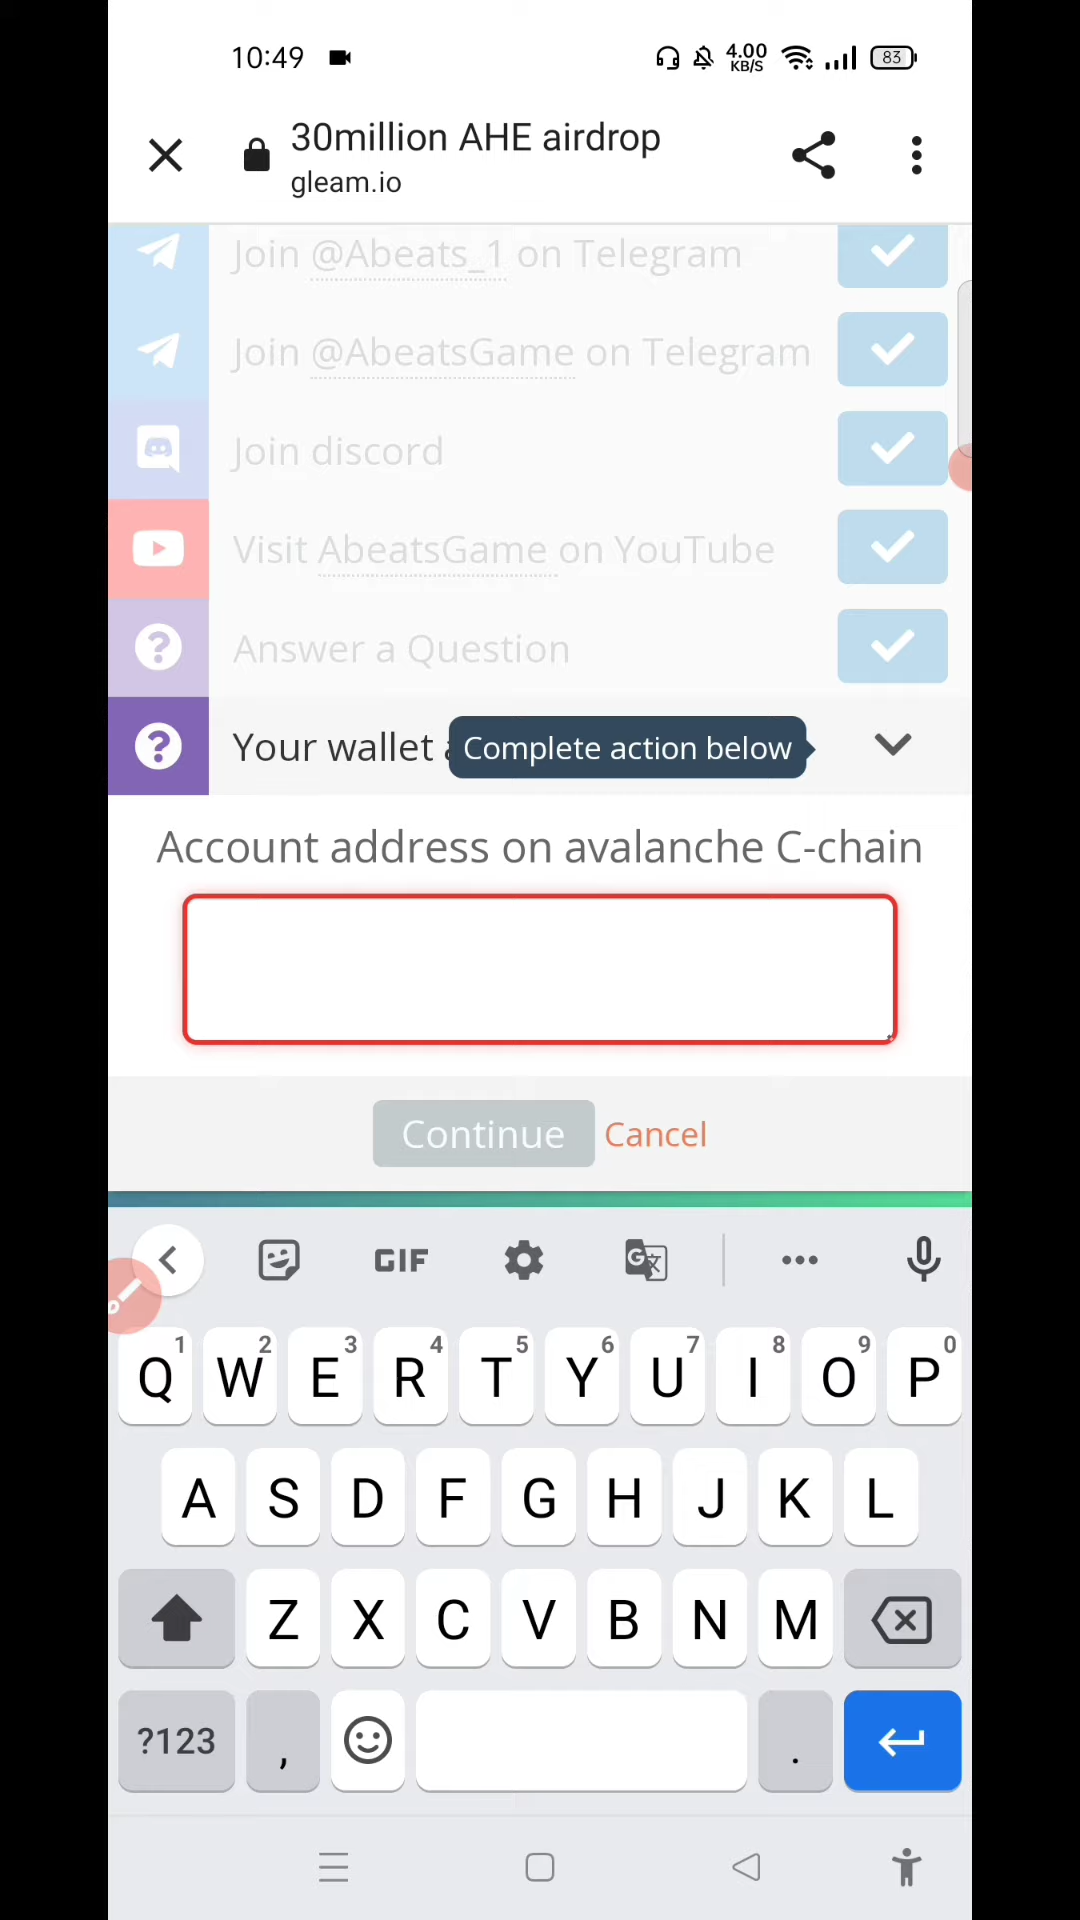 10:49
4.00
KB/S
83
30million AHE airdrop
gleam.io
Join @Abeats_1 on Telegram
Join @AbeatsGame on Telegram
Join discord
Visit AbeatsGame on YouTube
Answer a Question
Your wallet
Complete action below
Account address on avalanche C-chain
Continue Cancel
GIF
G
1 2 3 4 5 6 7 8 9 0
Q W E R T Y U I O P
A S D F G H J K L
Z X C V B N M
?123 , .